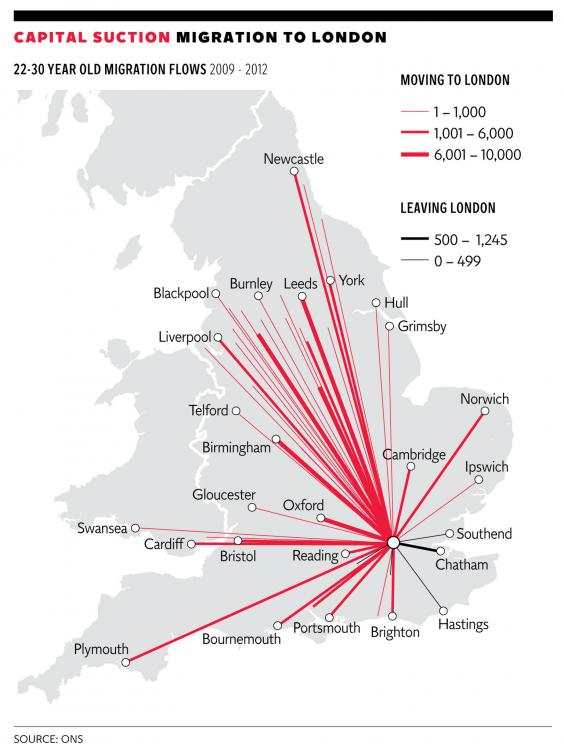 CAPITAL SUCTION MIGRATION TO LONDON
22-30 YEAR OLD MIGRATION FLOWS 2009 - 2012
MOVING TO LONDON
1 – 1,000
1,001 – 6,000
6,001 – 10,000
LEAVING LONDON
500 – 1,245
0 – 499
Newcastle
York
Leeds
Burnley
Blackpool
Hull
Grimsby
Liverpool
Telford
Norwich
Birmingham
Cambridge
Ipswich
Gloucester
Oxford
Swansea
Cardiff
Bristol
Reading
Southend
Chatham
Hastings
Brighton
Portsmouth
Bournemouth
Plymouth
SOURCE: ONS